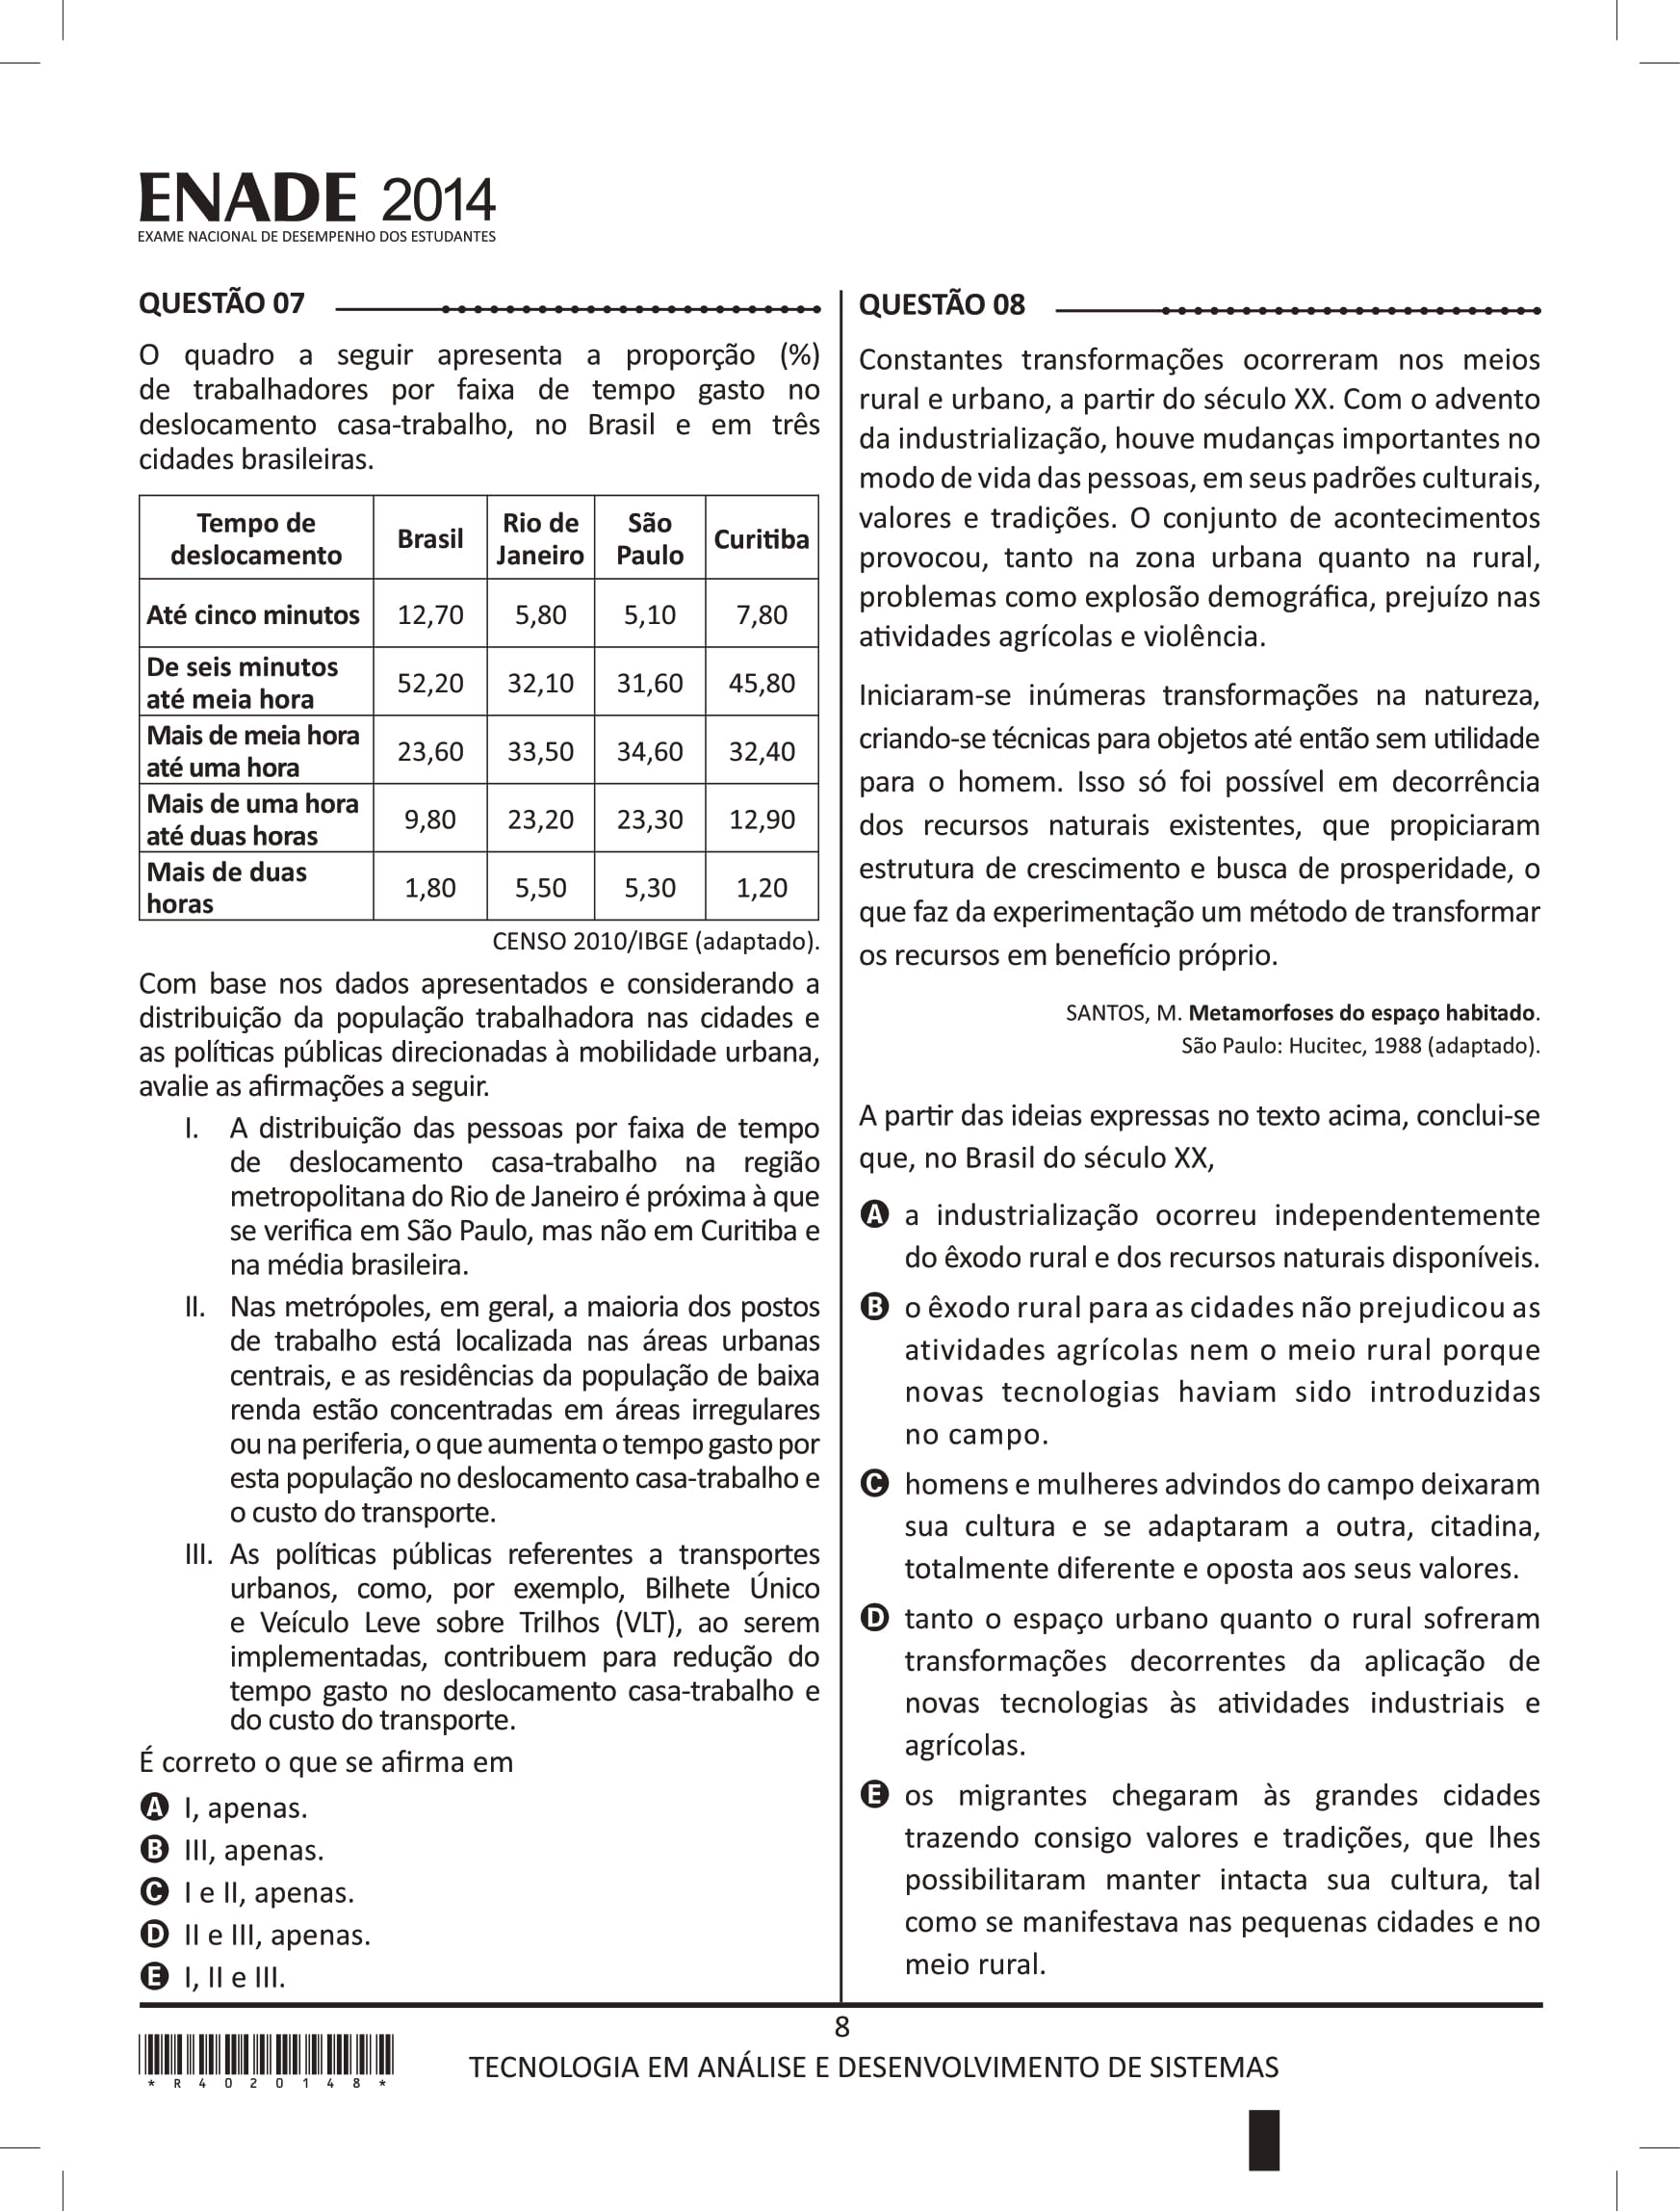 ENADE 2014
EXAME NACIONAL DE DESEMPENHO DOS ESTUDANTES
QUESTÃO 07
O quadro a seguir apresenta a proporção (%)
de trabalhadores por faixa de tempo gasto no
deslocamento casa-trabalho, no Brasil e em três
cidades brasileiras.
Tempo de deslocamento Brasil Rio de Janeiro São Paulo Curitiba
Até cinco minutos 12,70 5,80 5,10 7,80
De seis minutos até meia hora 52,20 32,10 31,60 45,80
Mais de meia hora até uma hora 23,60 33,50 34,60 32,40
Mais de uma hora até duas horas 9,80 23,20 23,30 12,90
Mais de duas horas 1,80 5,50 5,30 1,20
CENSO 2010/IBGE (adaptado).
Com base nos dados apresentados e considerando a
distribuição da população trabalhadora nas cidades e
as políticas públicas direcionadas à mobilidade urbana,
avalie as afirmações a seguir.
I. A distribuição das pessoas por faixa de tempo
de deslocamento casa-trabalho na região
metropolitana do Rio de Janeiro é próxima à que
se verifica em São Paulo, mas não em Curitiba e
na média brasileira.
II. Nas metrópoles, em geral, a maioria dos postos
de trabalho está localizada nas áreas urbanas
centrais, e as residências da população de baixa
renda estão concentradas em áreas irregulares
ou na periferia, o que aumenta o tempo gasto por
esta população no deslocamento casa-trabalho e
o custo do transporte.
III. As políticas públicas referentes a transportes
urbanos, como, por exemplo, Bilhete Único
e Veículo Leve sobre Trilhos (VLT), ao serem
implementadas, contribuem para redução do
tempo gasto no deslocamento casa-trabalho e
do custo do transporte.
É correto o que se afirma em
A I, apenas.
B III, apenas.
C I e II, apenas.
D II e III, apenas.
E I, II e III.
QUESTÃO 08
Constantes transformações ocorreram nos meios
rural e urbano, a partir do século XX. Com o advento
da industrialização, houve mudanças importantes no
modo de vida das pessoas, em seus padrões culturais,
valores e tradições. O conjunto de acontecimentos
provocou, tanto na zona urbana quanto na rural,
problemas como explosão demográfica, prejuízo nas
atividades agrícolas e violência.
Iniciaram-se inúmeras transformações na natureza,
criando-se técnicas para objetos até então sem utilidade
para o homem. Isso só foi possível em decorrência
dos recursos naturais existentes, que propiciaram
estrutura de crescimento e busca de prosperidade, o
que faz da experimentação um método de transformar
os recursos em benefício próprio.
SANTOS, M. Metamorfoses do espaço habitado.
São Paulo: Hucitec, 1988 (adaptado).
A partir das ideias expressas no texto acima, conclui-se
que, no Brasil do século XX,
A a industrialização ocorreu independentemente
do êxodo rural e dos recursos naturais disponíveis.
B o êxodo rural para as cidades não prejudicou as
atividades agrícolas nem o meio rural porque
novas tecnologias haviam sido introduzidas
no campo.
C homens e mulheres advindos do campo deixaram
sua cultura e se adaptaram a outra, citadina,
totalmente diferente e oposta aos seus valores.
D tanto o espaço urbano quanto o rural sofreram
transformações decorrentes da aplicação de
novas tecnologias às atividades industriais e
agrícolas.
E os migrantes chegaram às grandes cidades
trazendo consigo valores e tradições, que lhes
possibilitaram manter intacta sua cultura, tal
como se manifestava nas pequenas cidades e no
meio rural.
8
* R 4 0 2 0 1 4 8 *
TECNOLOGIA EM ANÁLISE E DESENVOLVIMENTO DE SISTEMAS